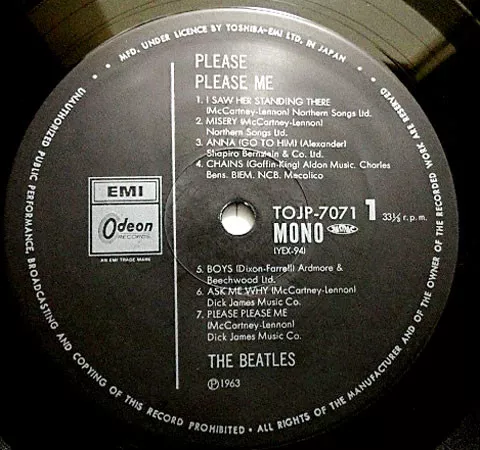 • MFD. UNDER LICENCE BY TOSHIBA-EMI LTD. IN JAPAN •
UNAUTHORIZED PUBLIC PERFORMANCE, BROADCASTING AND COPYING OF THIS RECORD PROHIBITED • ALL RIGHTS OF THE MANUFACTURER AND OF THE OWNER OF THE RECORDED WORK ARE RESERVED
PLEASE
PLEASE ME
1. I SAW HER STANDING THERE
(McCartney-Lennon) Northern Songs Ltd.
2. MISERY (McCartney-Lennon)
Northern Songs Ltd.
3. ANNA (GO TO HIM) (Alexander)
Shapiro Bernstein & Co. Ltd.
4. CHAINS (Goffin-King) Aldon Music. Charles
Bens. BIEM. NCB. Mecolico
EMI
Odeon
RECORDS
AN EMI TRADE MARK
TOJP-7071 1 33⅓ r.p.m.
MONO MONO
(YEX-94)
5. BOYS (Dixon-Farrell) Ardmore &
Beechwood Ltd.
6. ASK ME WHY (McCartney-Lennon)
Dick James Music Co.
7. PLEASE PLEASE ME
(McCartney-Lennon)
Dick James Music Co.
THE BEATLES
Ⓟ1963